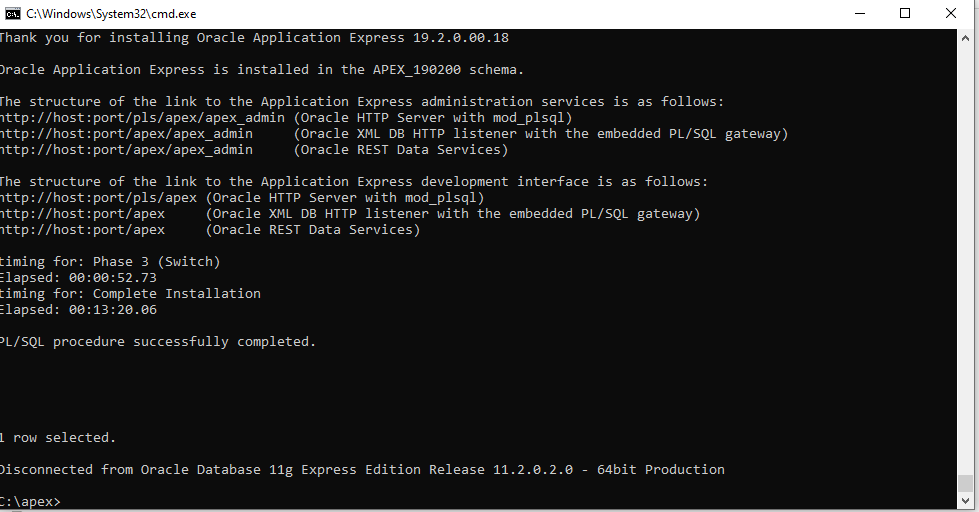 C:\Windows\System32\cmd.exe
Thank you for installing Oracle Application Express 19.2.0.00.18
Oracle Application Express is installed in the APEX_190200 schema.
The structure of the link to the Application Express administration services is as follows:
http://host:port/pls/apex/apex_admin (Oracle HTTP Server with mod_plsql)
http://host:port/apex/apex_admin     (Oracle XML DB HTTP listener with the embedded PL/SQL gateway)
http://host:port/apex/apex_admin     (Oracle REST Data Services)
The structure of the link to the Application Express development interface is as follows:
http://host:port/pls/apex (Oracle HTTP Server with mod_plsql)
http://host:port/apex     (Oracle XML DB HTTP listener with the embedded PL/SQL gateway)
http://host:port/apex     (Oracle REST Data Services)
timing for: Phase 3 (Switch)
Elapsed: 00:00:52.73
timing for: Complete Installation
Elapsed: 00:13:20.06
PL/SQL procedure successfully completed.
1 row selected.
Disconnected from Oracle Database 11g Express Edition Release 11.2.0.2.0 - 64bit Production
C:\apex>